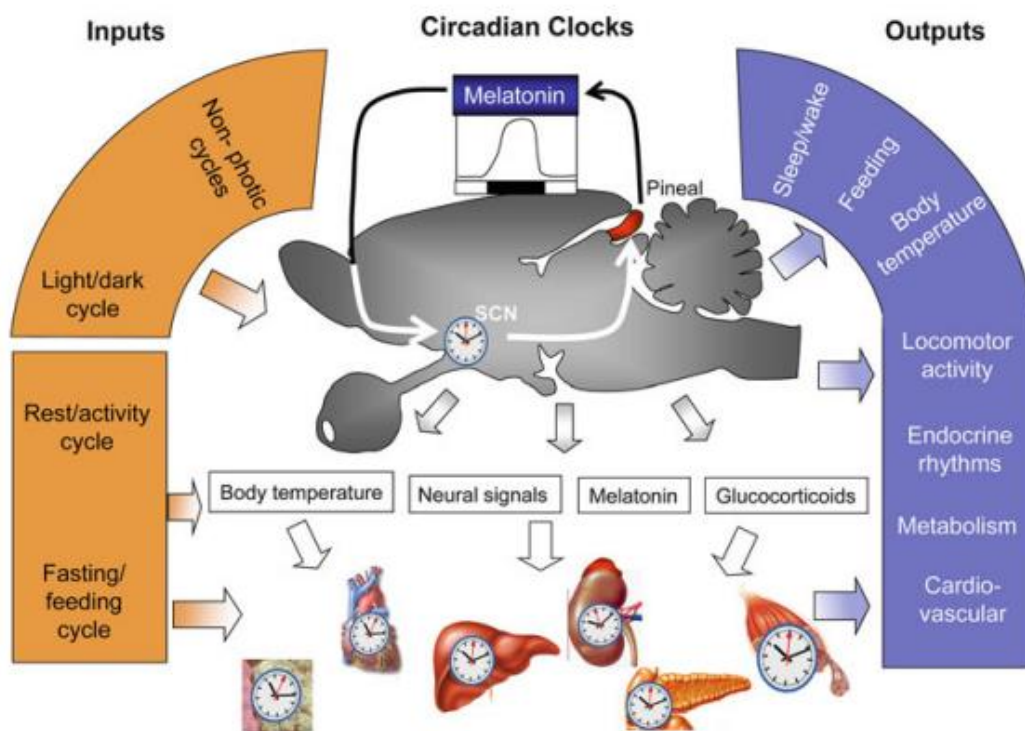 Inputs
Circadian Clocks
Outputs
Non- photic
cycles
Light/dark
cycle
Rest/activity
cycle
Fasting/
feeding
cycle
Melatonin
Pineal
SCN
Body temperature
Neural signals
Melatonin
Glucocorticoids
Sleep/wake
Feeding
Body
temperature
Locomotor
activity
Endocrine
rhythms
Metabolism
Cardio-
vascular